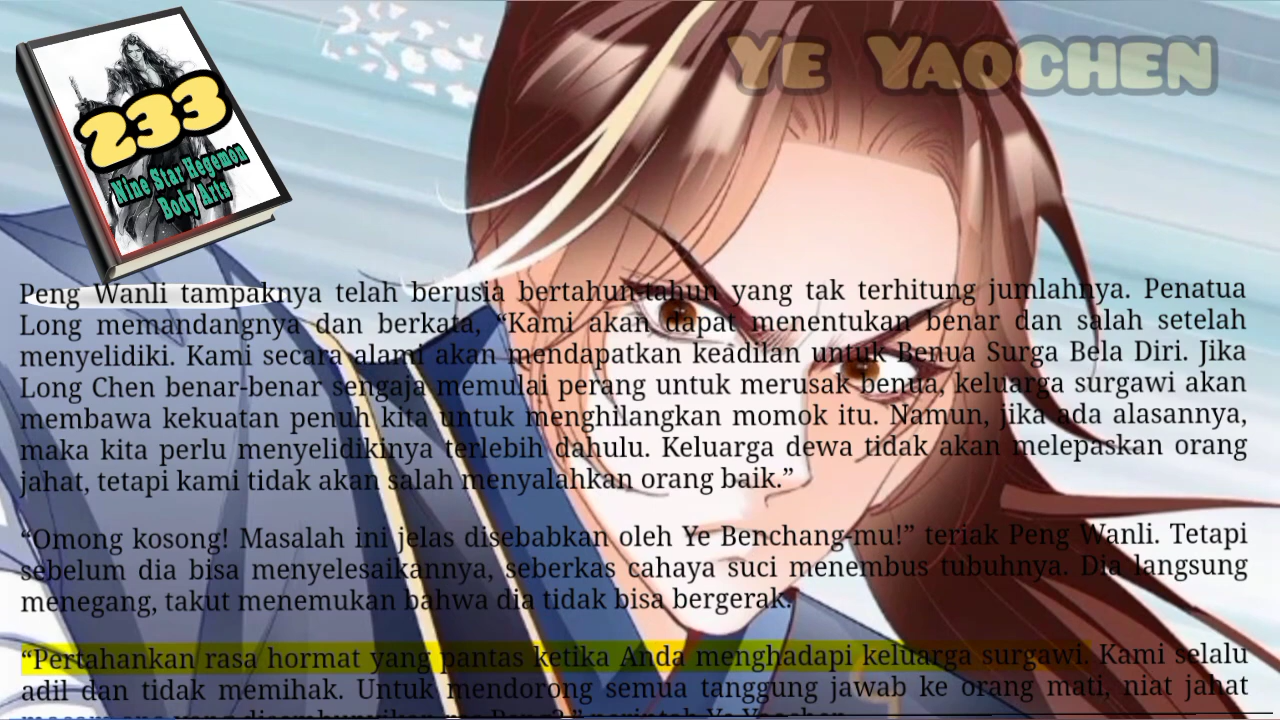 Ye Yaochen
233
Nine Star Hegemon
Body Arts
Peng Wanli tampaknya telah berusia bertahun-tahun yang tak terhitung jumlahnya. Penatua
Long memandangnya dan berkata, “Kami akan dapat menentukan benar dan salah setelah
menyelidiki. Kami secara alami akan mendapatkan keadilan untuk Benua Surga Bela Diri. Jika
Long Chen benar-benar sengaja memulai perang untuk merusak benua, keluarga surgawi akan
membawa kekuatan penuh kita untuk menghilangkan momok itu. Namun, jika ada alasannya,
maka kita perlu menyelidikinya terlebih dahulu. Keluarga dewa tidak akan melepaskan orang
jahat, tetapi kami tidak akan salah menyalahkan orang baik.”
“Omong kosong! Masalah ini jelas disebabkan oleh Ye Benchang-mu!” teriak Peng Wanli. Tetapi
sebelum dia bisa menyelesaikannya, seberkas cahaya suci menembus tubuhnya. Dia langsung
menegang, takut menemukan bahwa dia tidak bisa bergerak.
“Pertahankan rasa hormat yang pantas ketika Anda menghadapi keluarga surgawi. Kami selalu
adil dan tidak memihak. Untuk mendorong semua tanggung jawab ke orang mati, niat jahat